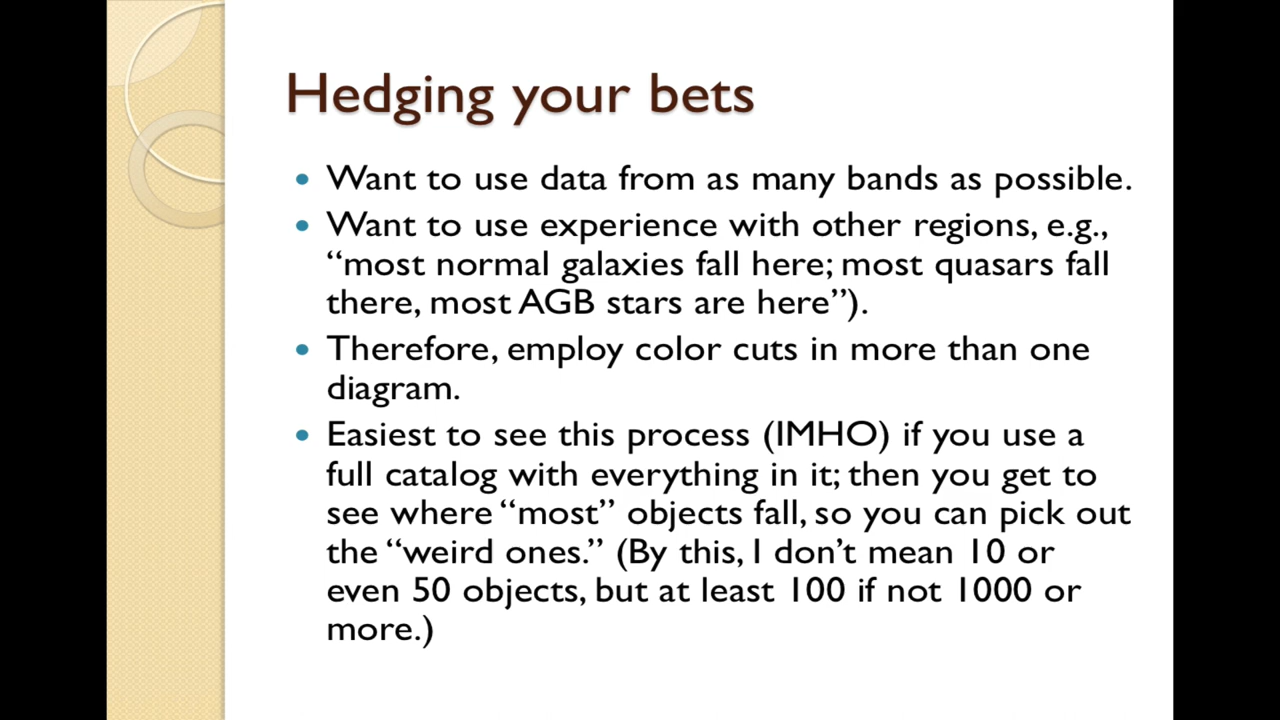 Hedging your bets
• Want to use data from as many bands as possible.
• Want to use experience with other regions, e.g.,
“most normal galaxies fall here; most quasars fall
there, most AGB stars are here”).
• Therefore, employ color cuts in more than one
diagram.
• Easiest to see this process (IMHO) if you use a
full catalog with everything in it; then you get to
see where “most” objects fall, so you can pick out
the “weird ones.” (By this, I don’t mean 10 or
even 50 objects, but at least 100 if not 1000 or
more.)